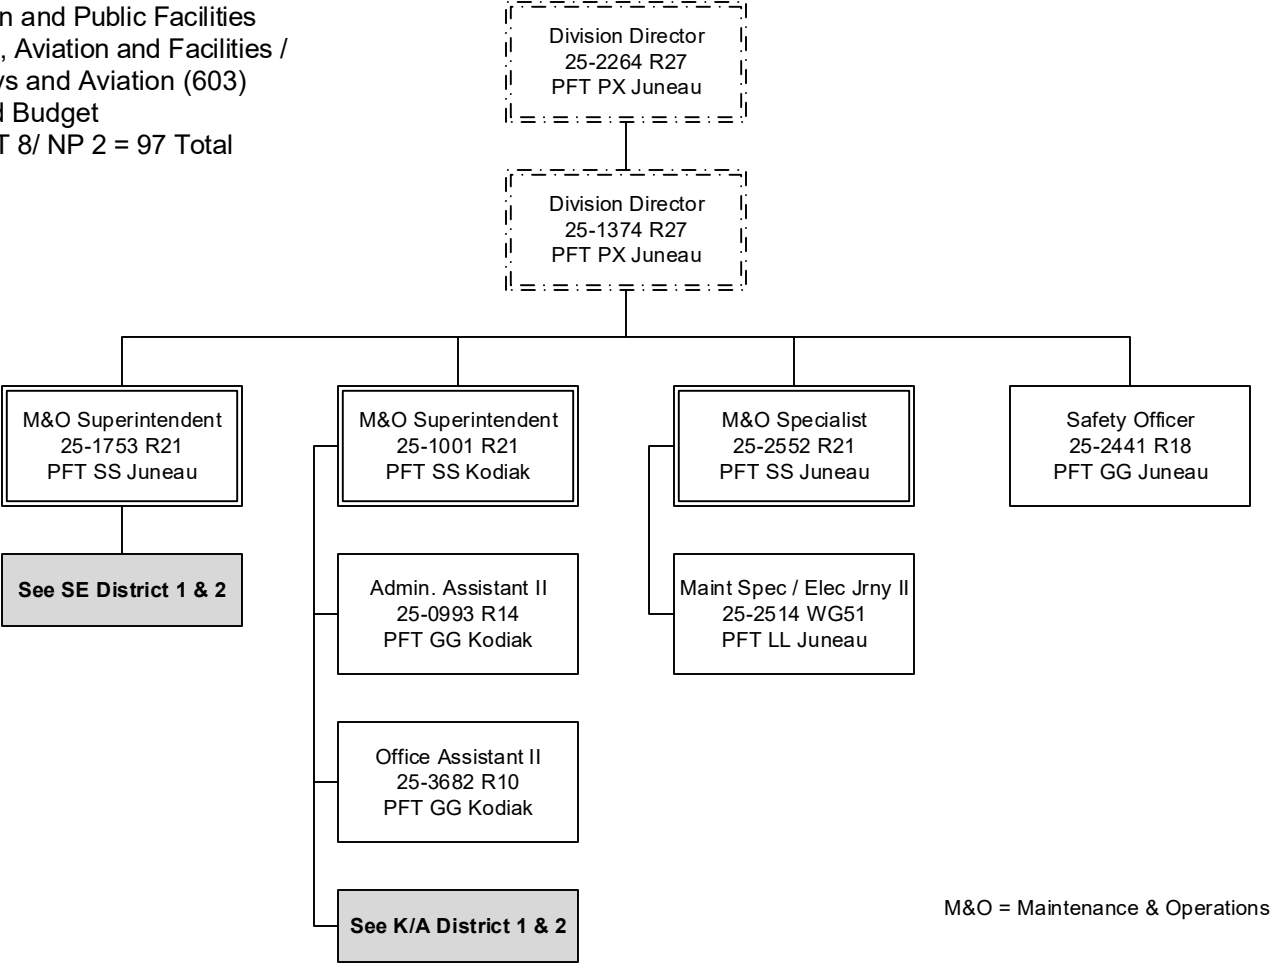 and Public Facilities
, Aviation and Facilities /
and Aviation (603)
Budget
8/ NP 2 = 97 Total
Division Director
25-2264 R27
PFT PX Juneau
Division Director
25-1374 R27
PFT PX Juneau
M&O Superintendent
25-1753 R21
PFT SS Juneau
See SE District 1 & 2
M&O Superintendent
25-1001 R21
PFT SS Kodiak
Admin. Assistant II
25-0993 R14
PFT GG Kodiak
Office Assistant II
25-3682 R10
PFT GG Kodiak
See K/A District 1 & 2
M&O Specialist
25-2552 R21
PFT SS Juneau
Maint Spec / Elec Jrny II
25-2514 WG51
PFT LL Juneau
Safety Officer
25-2441 R18
PFT GG Juneau
M&O = Maintenance & Operations